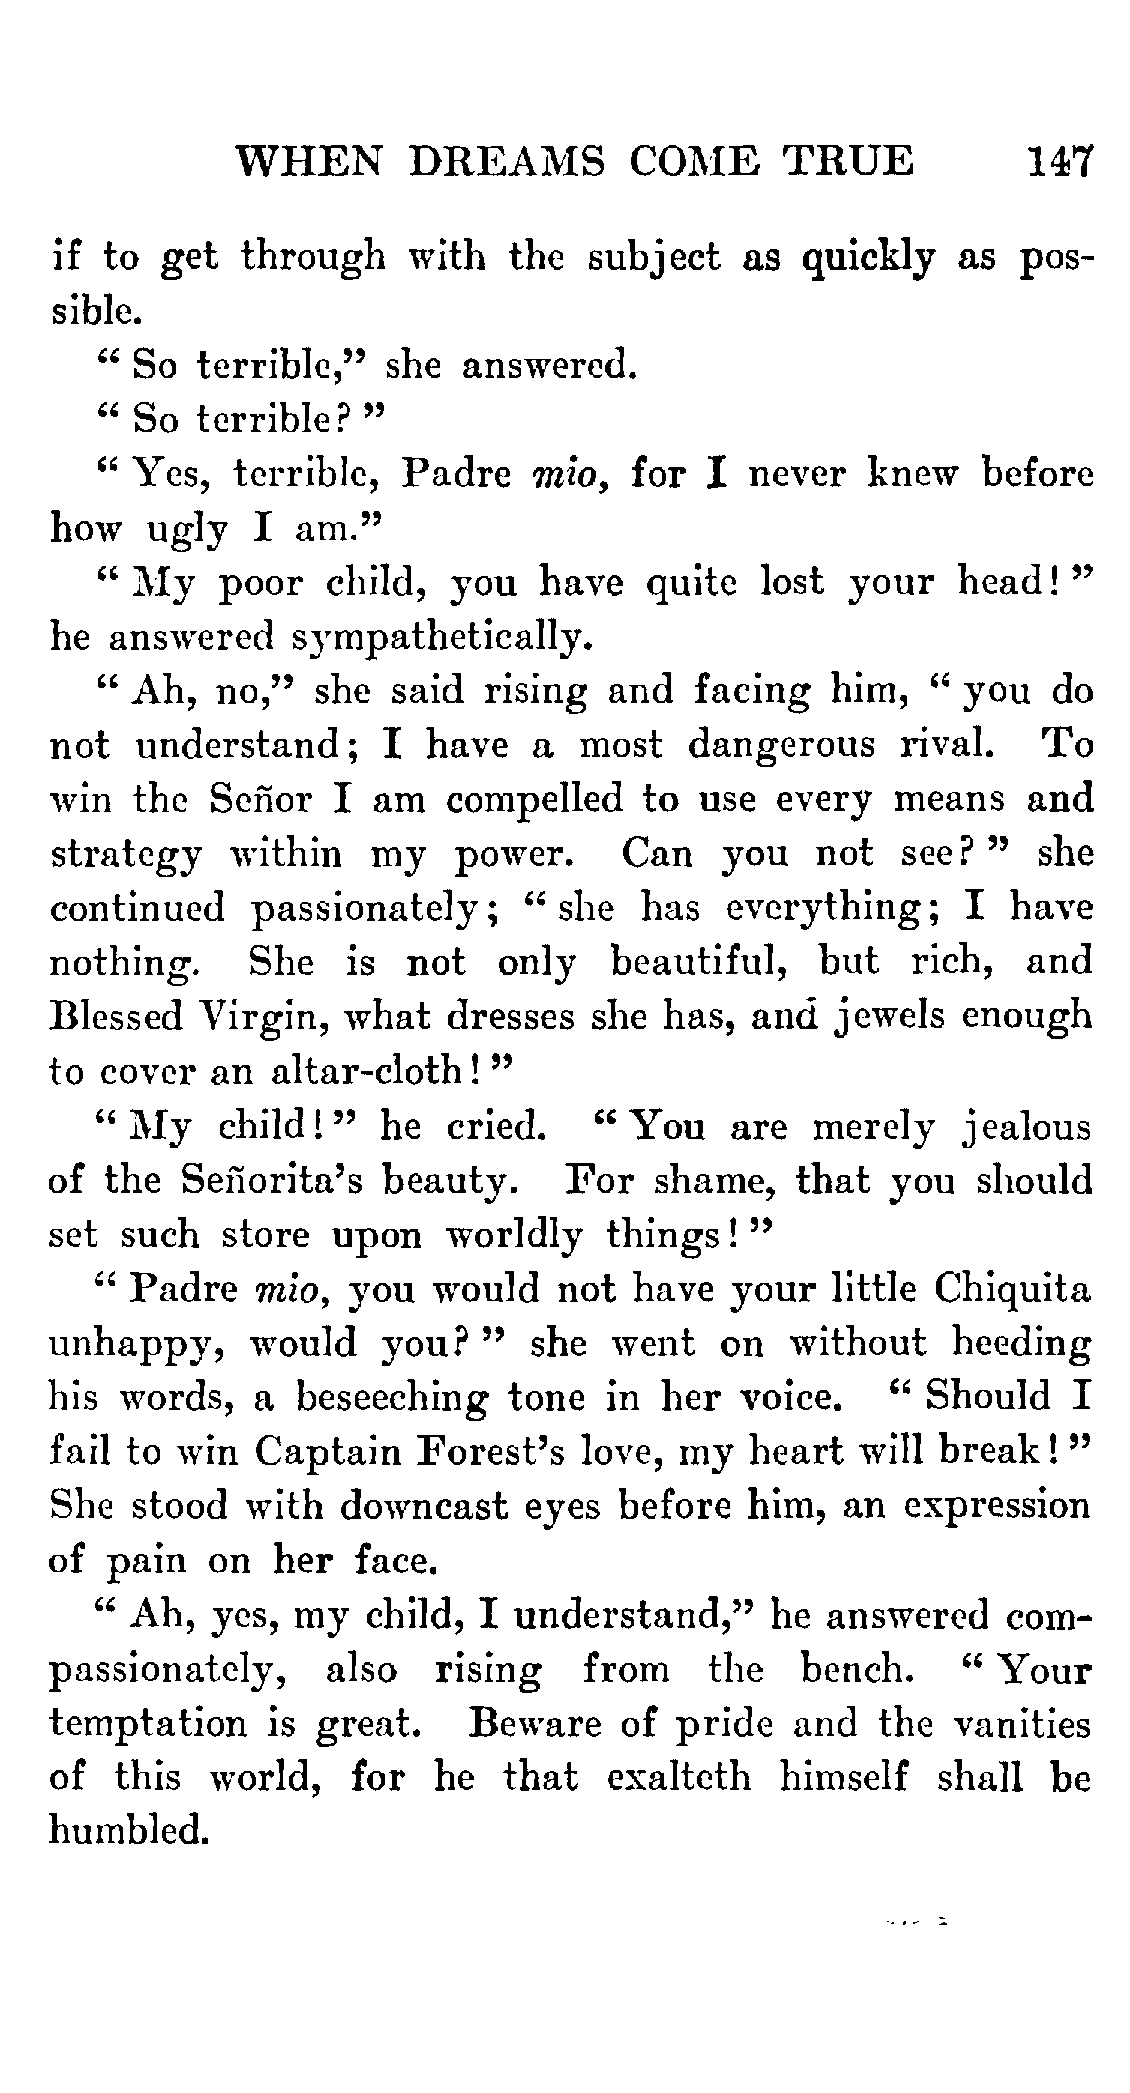 WHEN DREAMS COME TRUE 147
if to get through with the subject as quickly as pos-
sible.
“ So terrible,” she answered.
“ So terrible? ”
“ Yes, terrible, Padre mio, for I never knew before
how ugly I am.”
“ My poor child, you have quite lost your head! ”
he answered sympathetically.
“ Ah, no,” she said rising and facing him, “ you do
not understand; I have a most dangerous rival. To
win the Señor I am compelled to use every means and
strategy within my power. Can you not see? ” she
continued passionately; “ she has everything; I have
nothing. She is not only beautiful, but rich, and
Blessed Virgin, what dresses she has, and jewels enough
to cover an altar-cloth! ”
“ My child! ” he cried. “ You are merely jealous
of the Señorita’s beauty. For shame, that you should
set such store upon worldly things! ”
“ Padre mio, you would not have your little Chiquita
unhappy, would you? ” she went on without heeding
his words, a beseeching tone in her voice. “ Should I
fail to win Captain Forest’s love, my heart will break! ”
She stood with downcast eyes before him, an expression
of pain on her face.
“ Ah, yes, my child, I understand,” he answered com-
passionately, also rising from the bench. “ Your
temptation is great. Beware of pride and the vanities
of this world, for he that exalteth himself shall be
humbled.